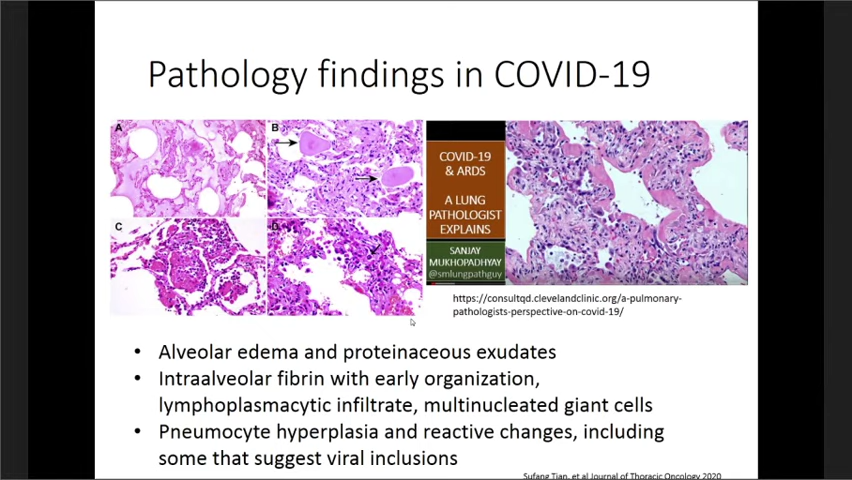 Pathology findings in COVID-19
A
B
C
D
COVID-19
& ARDS
A LUNG
PATHOLOGIST
EXPLAINS
SANJAY
MUKHOPADHYAY
@smlungpathguy
https://consultqd.clevelandclinic.org/a-pulmonary-
pathologists-perspective-on-covid-19/
• Alveolar edema and proteinaceous exudates
• Intraalveolar fibrin with early organization,
lymphoplasmacytic infiltrate, multinucleated giant cells
• Pneumocyte hyperplasia and reactive changes, including
some that suggest viral inclusions
Sufang Tian, et al Journal of Thoracic Oncology 2020